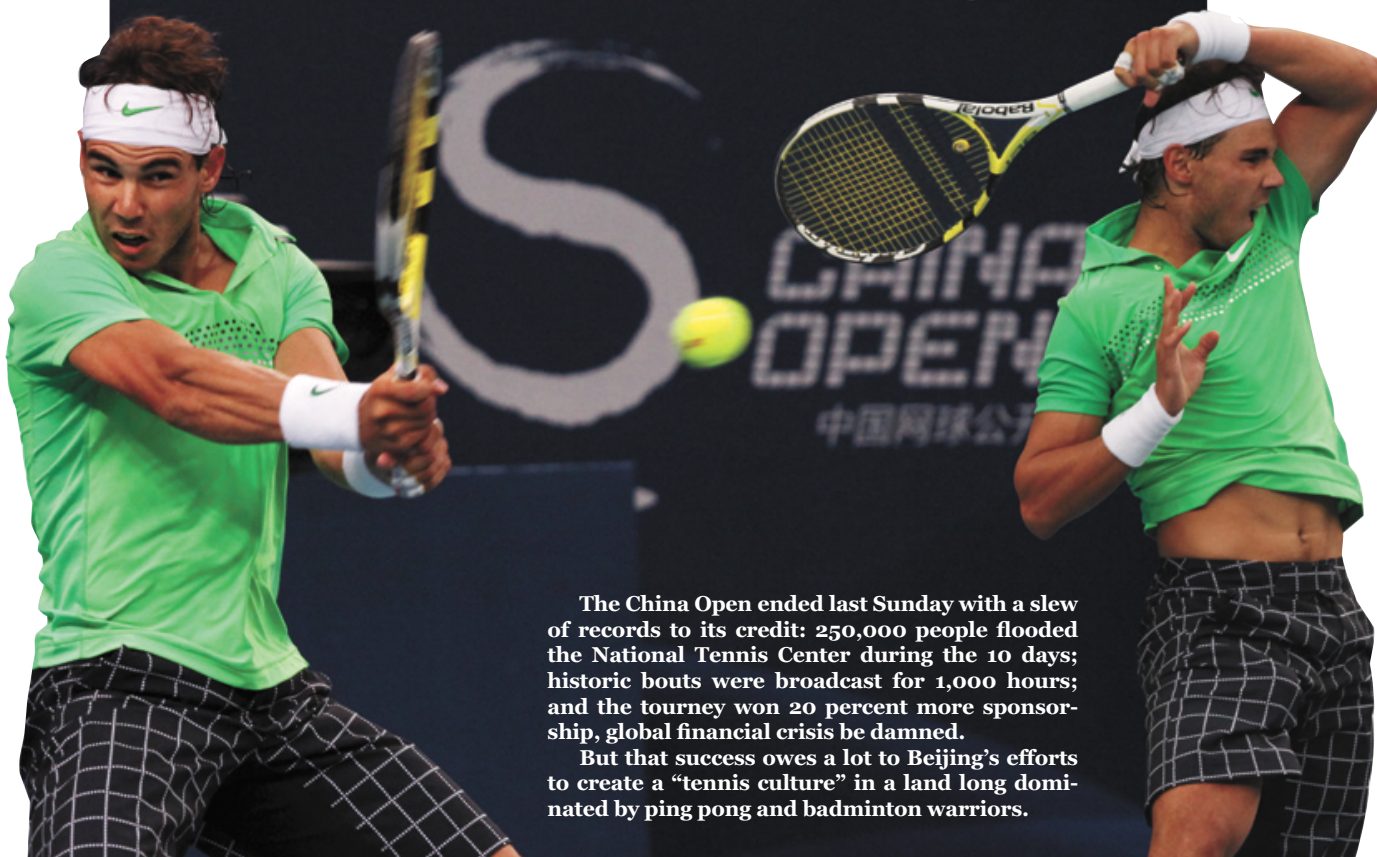 Babolat
CHINA
OPEN
中国网球公开
The China Open ended last Sunday with a slew
of records to its credit: 250,000 people flooded
the National Tennis Center during the 10 days;
historic bouts were broadcast for 1,000 hours;
and the tourney won 20 percent more sponsor-
ship, global financial crisis be damned.
But that success owes a lot to Beijing’s efforts
to create a “tennis culture” in a land long domi-
nated by ping pong and badminton warriors.